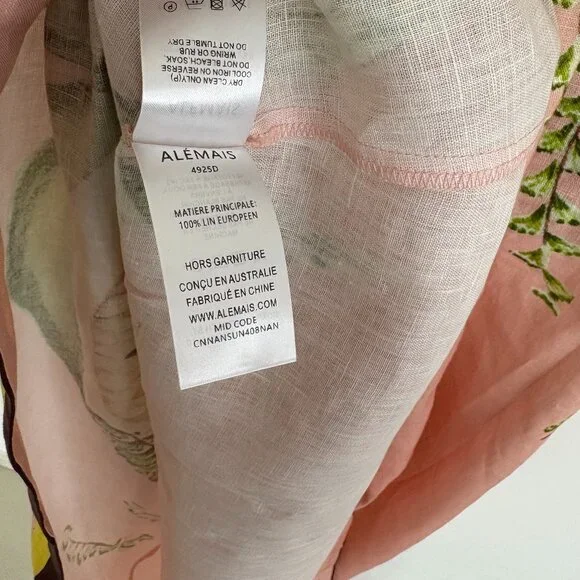 DRY CLEAN ONLY(P)
COOL IRON ON REVERSE
DO NOT BLEACH SOAK,
WRING OR RUB
DO NOT TUMBLE DRY
ALÉMAIS
4925D
MATIERE PRINCIPALE:
100% LIN EUROPEEN
HORS GARNITURE
CONÇU EN AUSTRALIE
FABRIQUÉ EN CHINE
WWW.ALEMAIS.COM
MID CODE
CNNANSUN408NAN